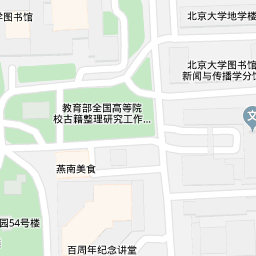 学图书馆
北京大学地学楼
北京大学图书馆
新闻与传播学分馆
教育部全国高等院
校古籍整理研究工作...
文
燕南美食
园54号楼
百周年纪念讲堂